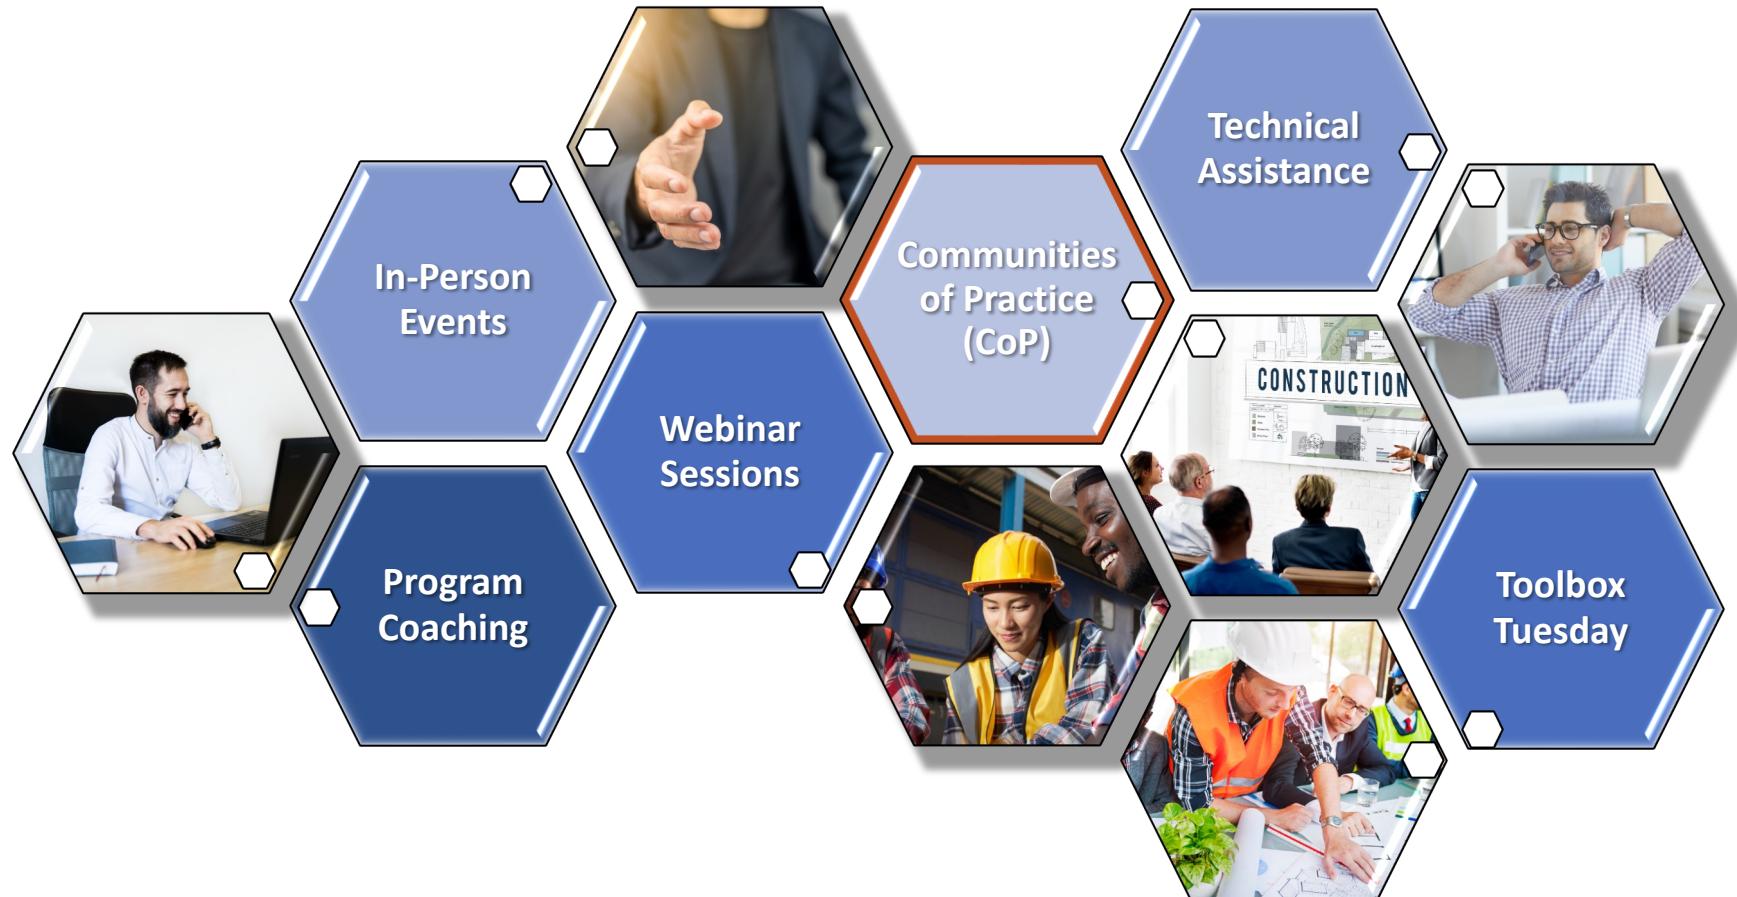 In-Person
Events
Program
Coaching
Webinar
Sessions
Communities
of Practice
(CoP)
Technical
Assistance
CONSTRUCTION
Toolbox
Tuesday